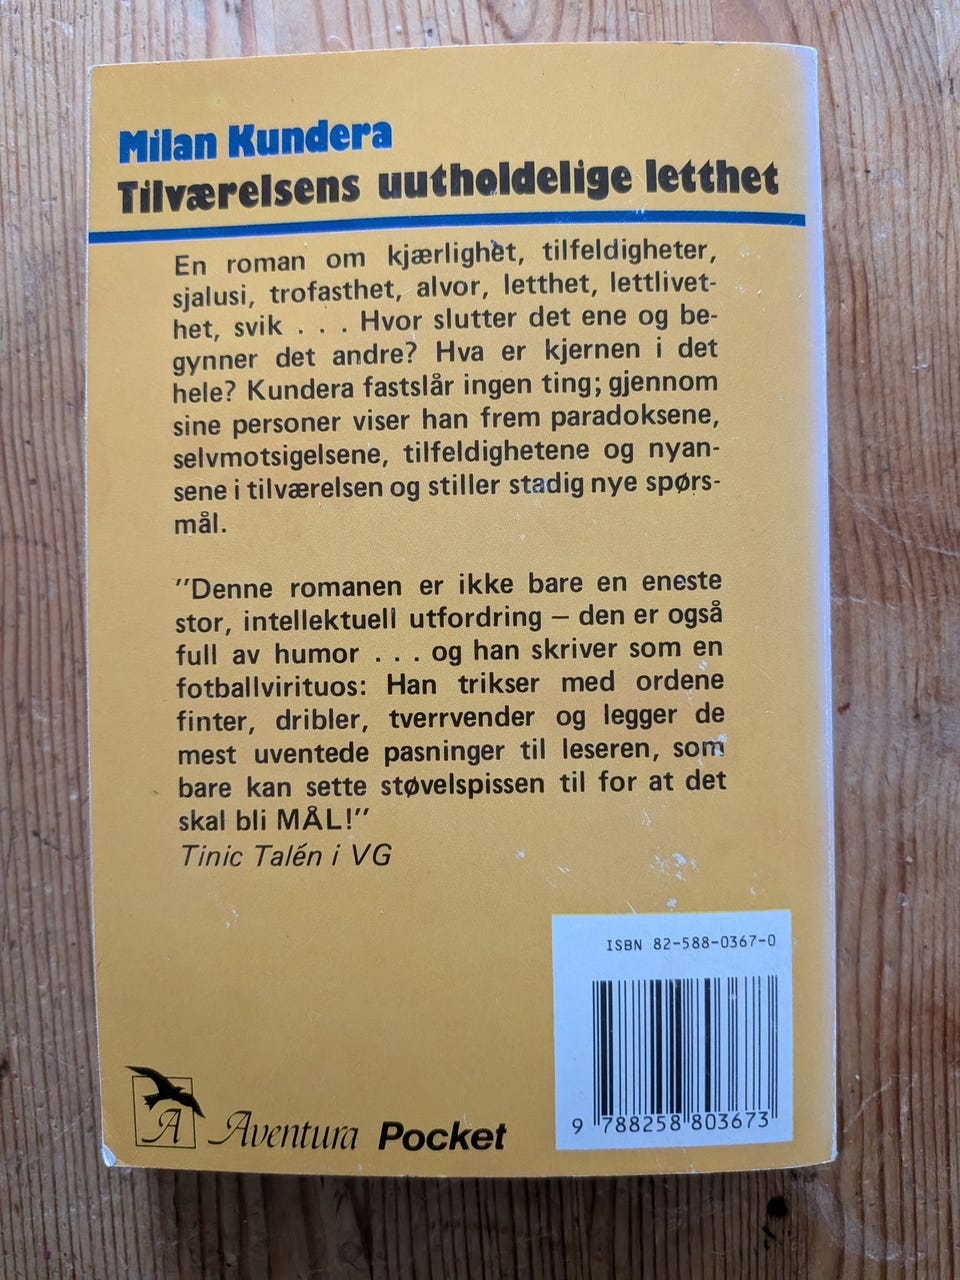 Milan Kundera
Tilværelsens uutholdelige letthet
En roman om kjærlighet, tilfeldigheter,
sjalusi, trofasthet, alvor, letthet, lettlivet-
het, svik . . . Hvor slutter det ene og be-
gynner det andre? Hva er kjernen i det
hele? Kundera fastslår ingen ting; gjennom
sine personer viser han frem paradoksene,
selvmotsigelsene, tilfeldighetene og nyan-
sene i tilværelsen og stiller stadig nye spørs-
mål.
"Denne romanen er ikke bare en eneste
stor, intellektuell utfordring – den er også
full av humor . . . og han skriver som en
fotballvirituos: Han trikser med ordene
finter, dribler, tverrvender og legger de
mest uventede pasninger til leseren, som
bare kan sette støvelspissen til for at det
skal bli MÅL!"
Tinic Talén i VG
ISBN 82-588-0367-0
9 788258 803673
A Aventura Pocket